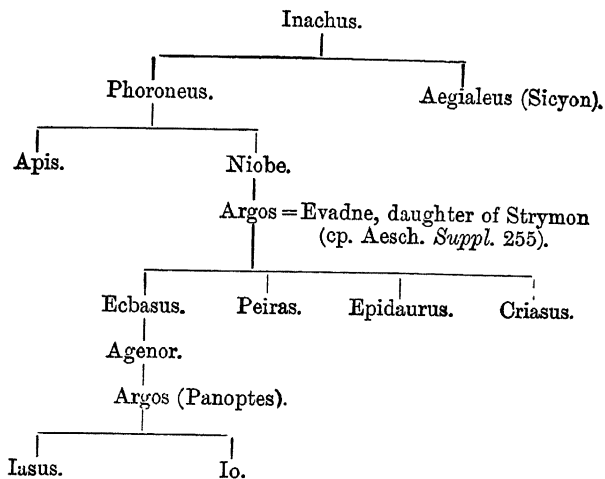 Inachus.
Phoroneus.
Aegialeus (Sicyon).
Apis.
Niobe.
Argos = Evadne, daughter of Strymon
(cp. Aesch. Suppl. 255).
Ecbasus.
Peiras.
Epidaurus.
Criasus.
Agenor.
Argos (Panoptes).
Iasus.
Io.